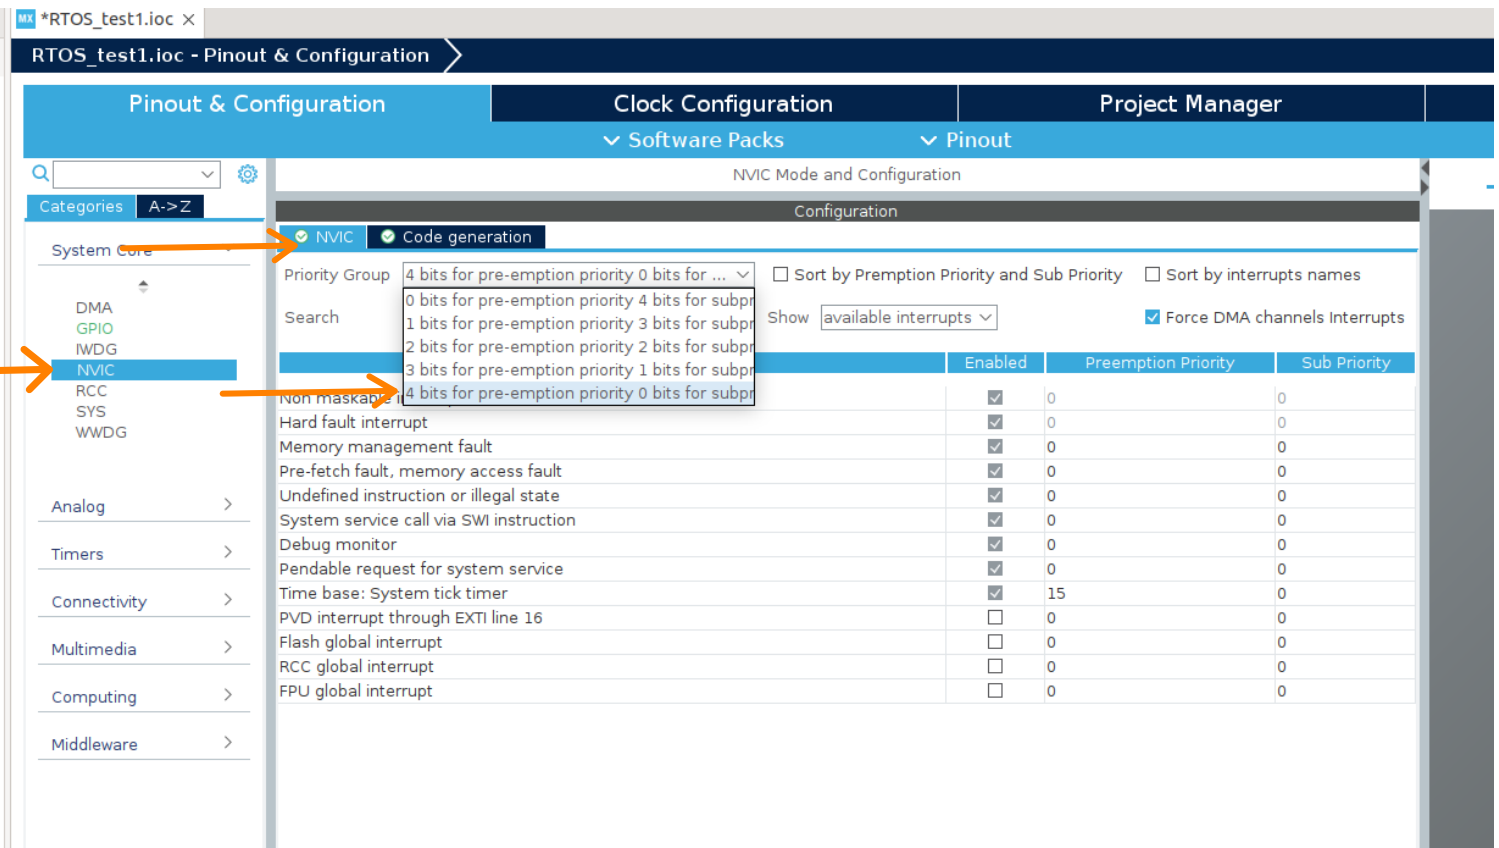 MX *RTOS_test1.ioc ×
RTOS_test1.ioc - Pinout & Configuration
Pinout & Configuration Clock Configuration Project Manager
Software Packs Pinout
NVIC Mode and Configuration
Categories A->Z
Configuration
NVIC Code generation
System Core
Priority Group 4 bits for pre-emption priority 0 bits for ... Sort by Premption Priority and Sub Priority Sort by interrupts names
0 bits for pre-emption priority 4 bits for subpr
Search Show available interrupts Force DMA channels Interrupts
1 bits for pre-emption priority 3 bits for subpr
2 bits for pre-emption priority 2 bits for subpr
3 bits for pre-emption priority 1 bits for subpr
4 bits for pre-emption priority 0 bits for subpr
DMA
GPIO
IWDG
NVIC
RCC
SYS
WWDG
Enabled Preemption Priority Sub Priority
Non maskable 0 0
Hard fault interrupt 0 0
Memory management fault 0 0
Pre-fetch fault, memory access fault 0 0
Undefined instruction or illegal state 0 0
System service call via SWI instruction 0 0
Debug monitor 0 0
Pendable request for system service 0 0
Time base: System tick timer 15 0
PVD interrupt through EXTI line 16 0 0
Flash global interrupt 0 0
RCC global interrupt 0 0
FPU global interrupt 0 0
Analog
Timers
Connectivity
Multimedia
Computing
Middleware